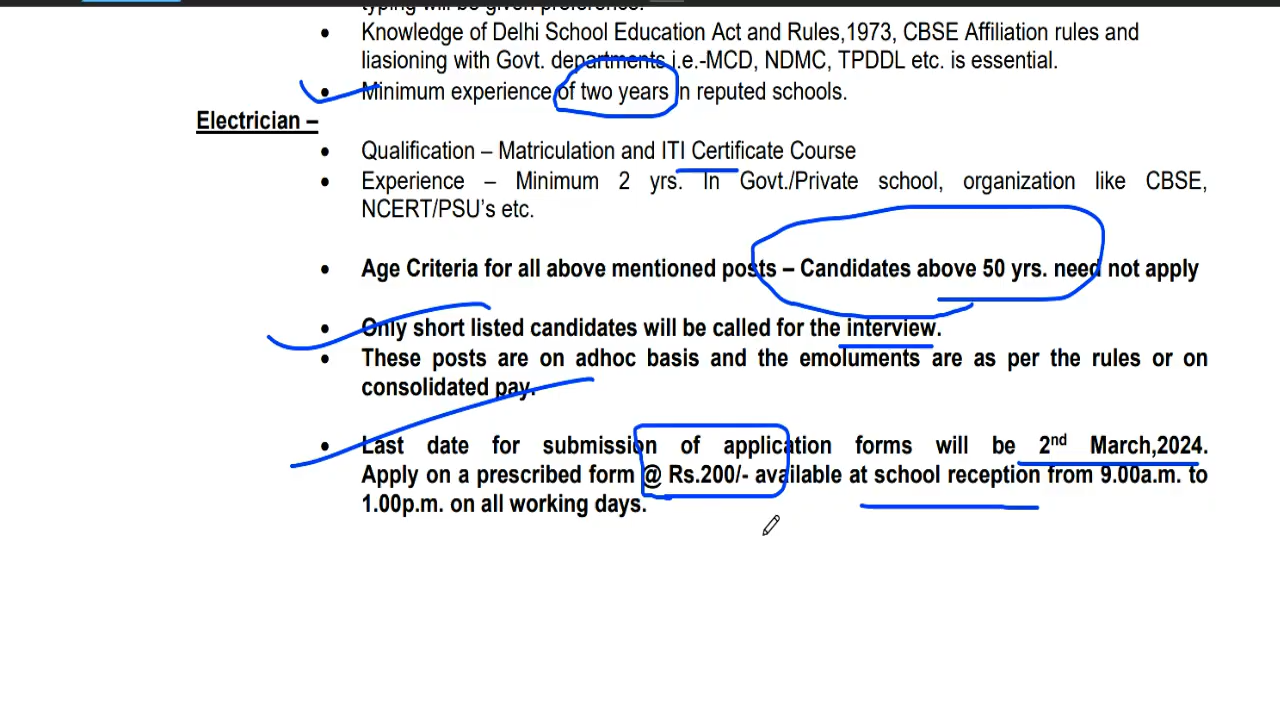 typing will be given preference.
• Knowledge of Delhi School Education Act and Rules,1973, CBSE Affiliation rules and
liasioning with Govt. departments i.e.-MCD, NDMC, TPDDL etc. is essential.
• Minimum experience of two years in reputed schools.
Electrician –
• Qualification – Matriculation and ITI Certificate Course
• Experience – Minimum 2 yrs. In Govt./Private school, organization like CBSE,
NCERT/PSU's etc.
• Age Criteria for all above mentioned posts – Candidates above 50 yrs. need not apply
• Only short listed candidates will be called for the interview.
• These posts are on adhoc basis and the emoluments are as per the rules or on
consolidated pay.
• Last date for submission of application forms will be 2nd March,2024.
Apply on a prescribed form @ Rs.200/- available at school reception from 9.00a.m. to
1.00p.m. on all working days.